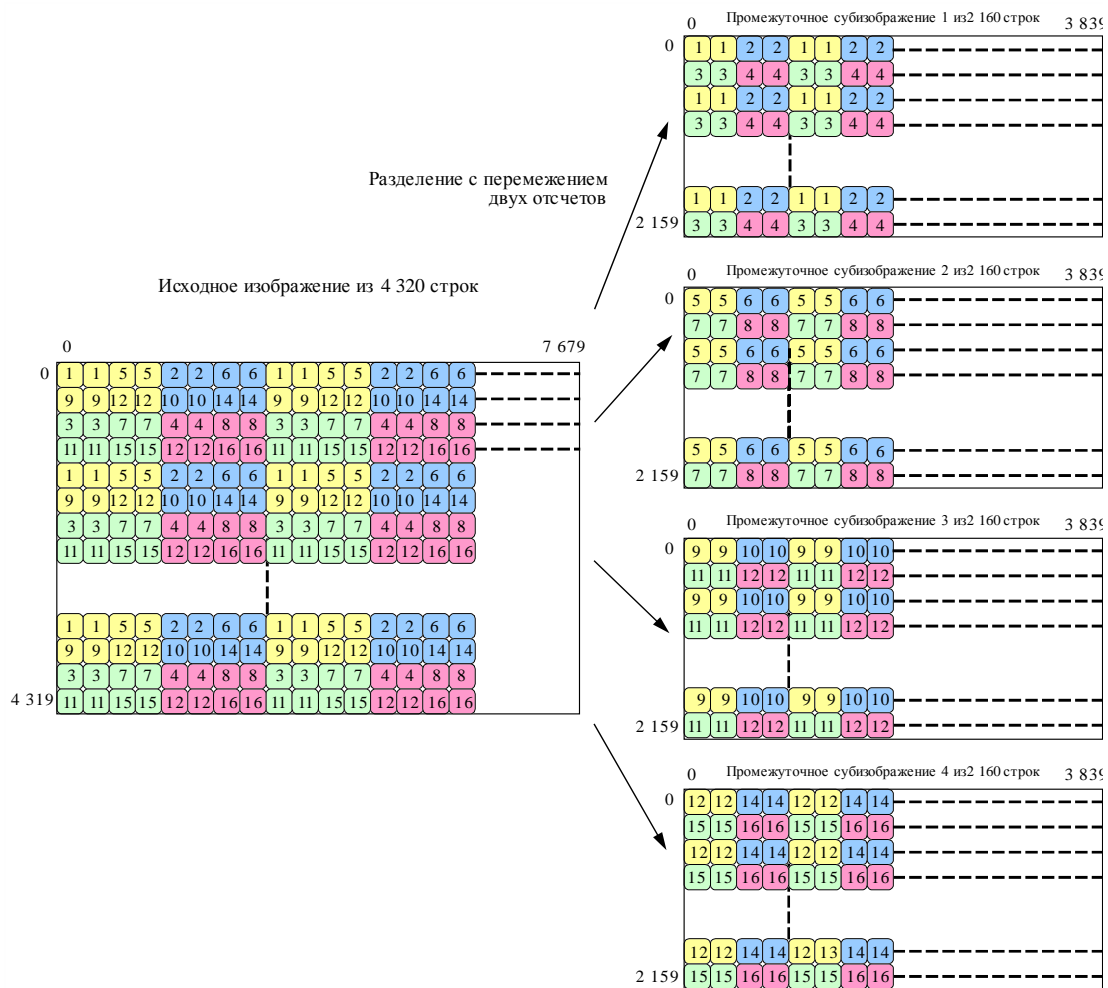 0 Промежуточное субизображение 1 из2 160 строк 3 839
0 1 1 2 2 1 1 2 2
3 3 4 4 3 3 4 4
1 1 2 2 1 1 2 2
3 3 4 4 3 3 4 4
1 1 2 2 1 1 2 2
2 159 3 3 4 4 3 3 4 4
Разделение с перемежением
двух отсчетов
0 Промежуточное субизображение 2 из2 160 строк 3 839
0 5 5 6 6 5 5 6 6
7 7 8 8 7 7 8 8
5 5 6 6 5 5 6 6
7 7 8 8 7 7 8 8
5 5 6 6 5 5 6 6
2 159 7 7 8 8 7 7 8 8
Исходное изображение из 4 320 строк
0 7 679
0 1 1 5 5 2 2 6 6 1 1 5 5 2 2 6 6
9 9 12 12 10 10 14 14 9 9 12 12 10 10 14 14
3 3 7 7 4 4 8 8 3 3 7 7 4 4 8 8
11 11 15 15 12 12 16 16 11 11 15 15 12 12 16 16
1 1 5 5 2 2 6 6 1 1 5 5 2 2 6 6
9 9 12 12 10 10 14 14 9 9 12 12 10 10 14 14
3 3 7 7 4 4 8 8 3 3 7 7 4 4 8 8
11 11 15 15 12 12 16 16 11 11 15 15 12 12 16 16
1 1 5 5 2 2 6 6 1 1 5 5 2 2 6 6
9 9 12 12 10 10 14 14 9 9 12 12 10 10 14 14
3 3 7 7 4 4 8 8 3 3 7 7 4 4 8 8
4 319 11 11 15 15 12 12 16 16 11 11 15 15 12 12 16 16
0 Промежуточное субизображение 3 из2 160 строк 3 839
0 9 9 10 10 9 9 10 10
11 11 12 12 11 11 12 12
9 9 10 10 9 9 10 10
11 11 12 12 11 11 12 12
9 9 10 10 9 9 10 10
2 159 11 11 12 12 11 11 12 12
0 Промежуточное субизображение 4 из2 160 строк 3 839
0 12 12 14 14 12 12 14 14
15 15 16 16 15 15 16 16
12 12 14 14 12 12 14 14
15 15 16 16 15 15 16 16
12 12 14 14 12 13 14 14
2 159 15 15 16 16 15 15 16 16